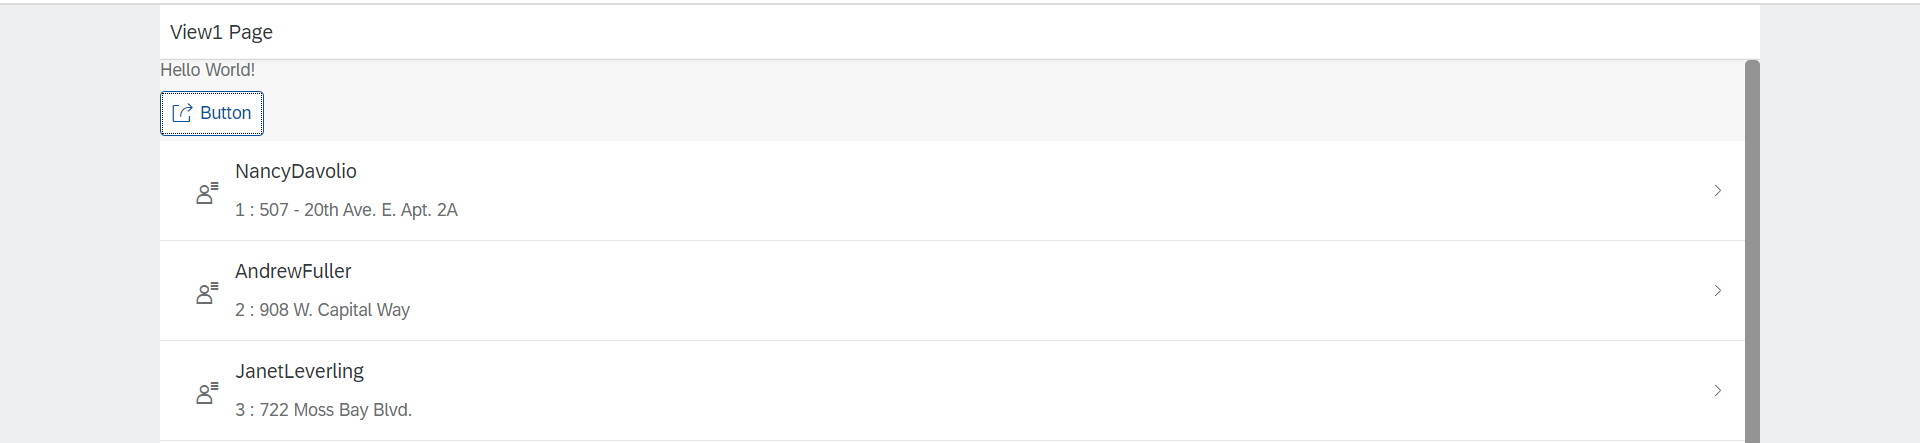 View1 Page
Hello World!
Button
NancyDavolio
1 : 507 - 20th Ave. E. Apt. 2A
AndrewFuller
2 : 908 W. Capital Way
JanetLeverling
3 : 722 Moss Bay Blvd.